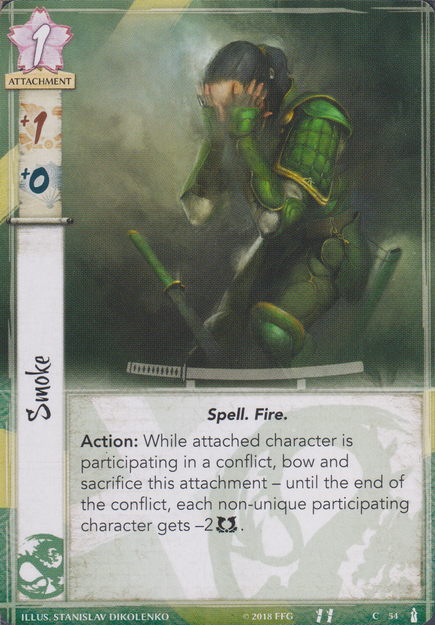 1
ATTACHMENT
+1
+0
Smoke
Spell. Fire.
Action: While attached character is
participating in a conflict, bow and
sacrifice this attachment – until the end of
the conflict, each non-unique participating
character gets –2 .
ILLUS. STANISLAV DIKOLENKO © 2018 FFG C 54